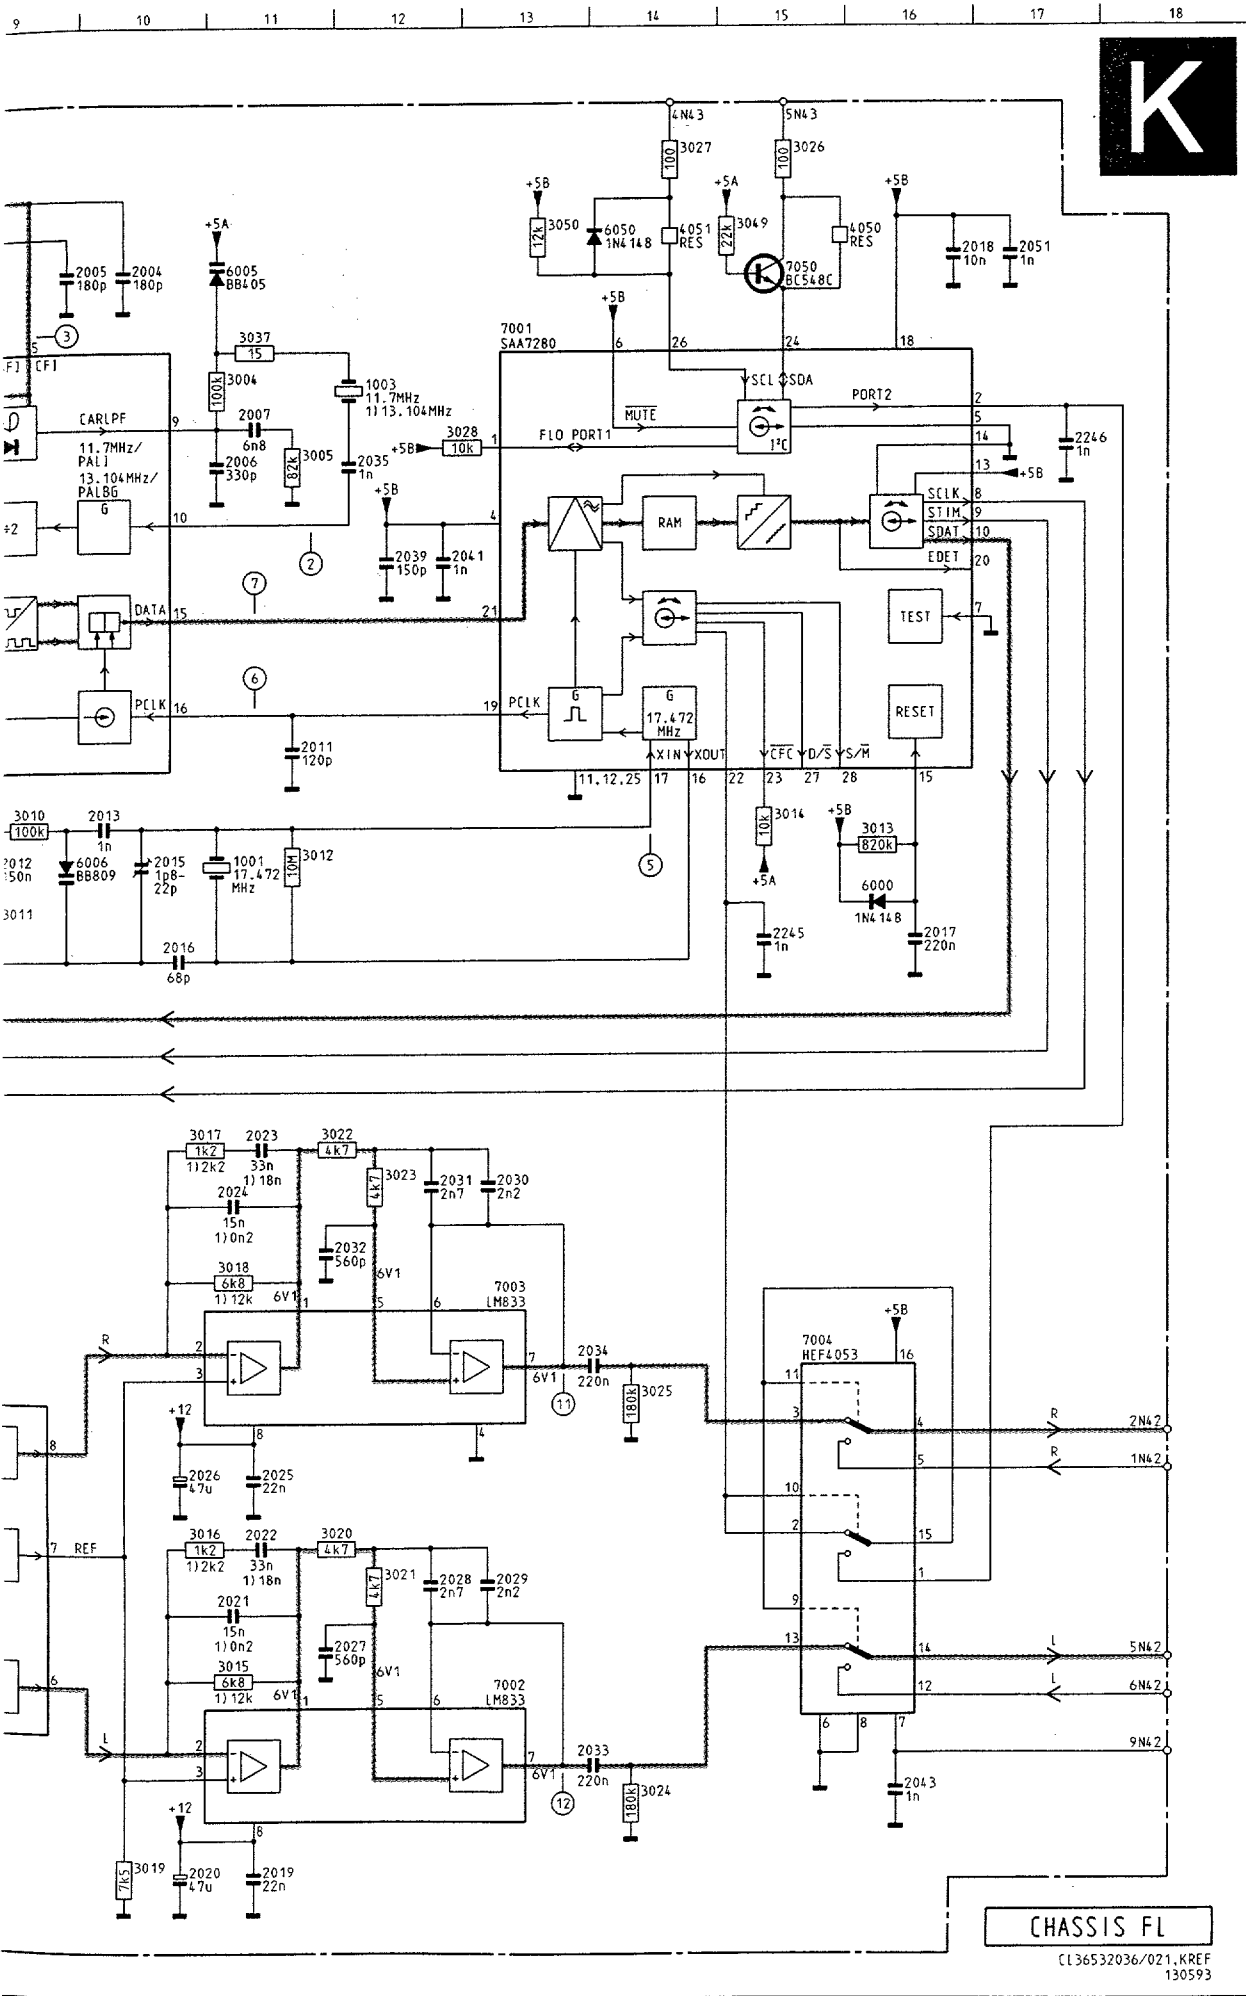 9 10 11 12 13 14 15 16 17 18
K
4N43 5N43
3027 100
3026 100
+5B +5A +5B
3050 12k
6050 1N4148
4051 RES
3049 22k
4050 RES
7050 BC548C
2018 10n
2051 1n
+5A
6005 BB405
2005 180p
2004 180p
3
5
CFI
+5B
7001 SAA7280
6 26 24 18
3037 15
3004 100k
1003
11.7MHz
1)13.104MHz
SCL SDA
PORT2 2
5
14
13 +5B
MUTE
I²C
FLO PORT1 1
+5B 3028 10k
2246 1n
CARLPF 9
11.7MHz/
PALI
13.104MHz/
PALBG
G
2007 6n8
2006 330p
3005 82k
2035 1n
+5B
4
10
÷2
2
2039 150p
2041 1n
RAM
SCLK 8
STIM 9
SDAT 10
EDET 20
TEST 7
DATA 15
7
21
PCLK 16
6
19 PCLK
G
G
17.472
MHz
RESET
2011 120p
XIN XOUT CFC D/S S/M
11.12.25 17 16 22 23 27 28 15
3010 100k
2013 1n
2012
6006 BB809
2015
1p8-
22p
1001
17.472
MHz
3012 10M
3011
2016 68p
5
3014 10k
+5A
+5B
3013 820k
6000 1N4148
2245 1n
2017 220n
3017 1k2 1)2k2
2023 33n 1)18n
3022 4k7
3023 4k7
2031 2n7
2030 2n2
2024 15n 1)0n2
2032 560p
3018 6k8 1)12k
6V1 6V1
1 5 6
7003 LM833
R
2
3
7
6V1
11
2034 220n
3025 180k
+12
8
4
2026 47u
2025 22n
8
7 REF
6
+5B
7004 HEF4053
16
11
3
4 R 2N42
5 R 1N42
10
2
15
1
9
13
14 L 5N42
12 L 6N42
6 8 7
9N42
2043 1n
3016 1k2 1)2k2
2022 33n 1)18n
3020 4k7
3021 4k7
2028 2n7
2029 2n2
2021 15n 1)0n2
2027 560p
3015 6k8 1)12k
6V1 6V1
1 5 6
7002 LM833
L
2
3
7
6V1
12
2033 220n
3024 180k
+12
8
3019 7k5
2020 47u
2019 22n
CHASSIS FL
CL36532036/021.KREF
130593